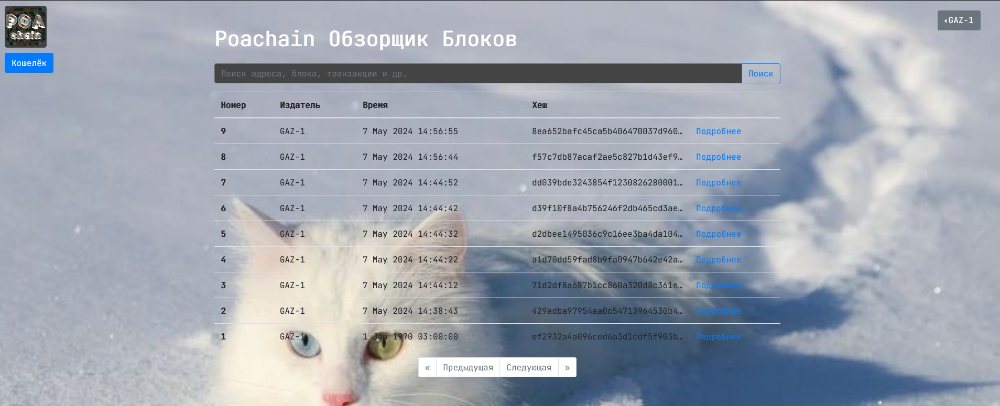 POA
chain
GAZ-1
Кошелёк
Poachain Обзорщик Блоков
Поиск адреса, блока, транзакции и др. Поиск
Номер Издатель Время Хеш
9 GAZ-1 7 May 2024 14:56:55 8ea652bafc45ca5b406470037d960… Подробнее
8 GAZ-1 7 May 2024 14:56:44 f57c7db87acaf2ae5c827b1d43ef9… Подробнее
7 GAZ-1 7 May 2024 14:44:52 dd039bde3243854f1230826280001… Подробнее
6 GAZ-1 7 May 2024 14:44:42 d39f10f8a4b756246f2db465cd3ae… Подробнее
5 GAZ-1 7 May 2024 14:44:32 d2dbee1495036c9c16ee3ba4da104… Подробнее
4 GAZ-1 7 May 2024 14:44:22 a1d70dd59fad8b9fa0947b642e42a… Подробнее
3 GAZ-1 7 May 2024 14:44:12 71d2df8a687b1cc860a320d8c361e… Подробнее
2 GAZ-1 7 May 2024 14:38:43 429adba97954aa0c54713964530b4… Подробнее
1 GAZ-1 1 Jan 1970 03:00:00 ef2932a4a096ced6a3d1cdf5f903b… Подробнее
« Предыдущая Следующая »